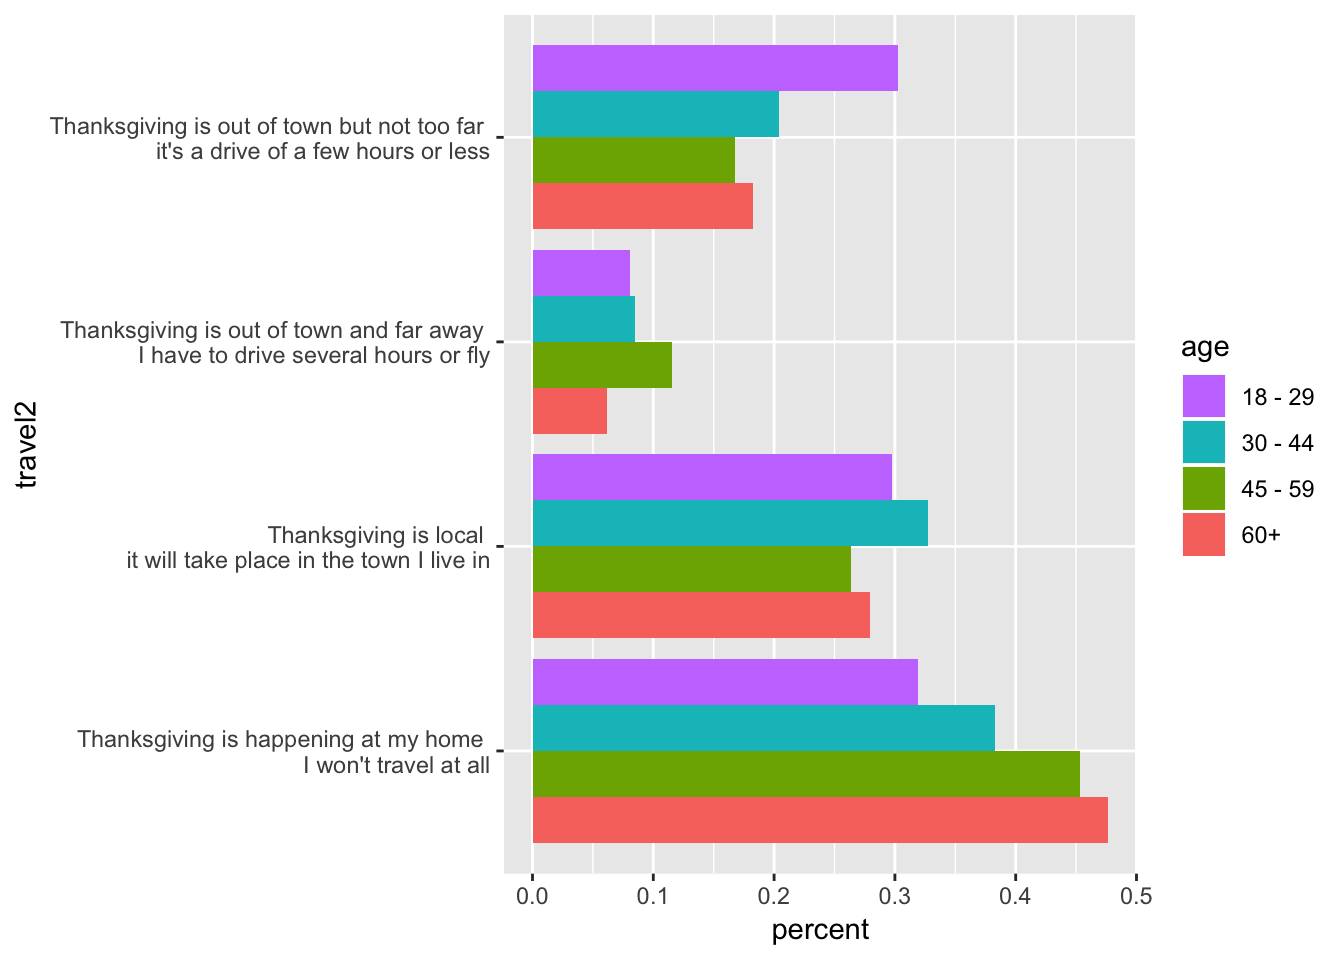 Thanksgiving is out of town but not too far
it's a drive of a few hours or less
Thanksgiving is out of town and far away
I have to drive several hours or fly
Thanksgiving is local
it will take place in the town I live in
Thanksgiving is happening at my home
I won't travel at all
travel2
0.0 0.1 0.2 0.3 0.4 0.5
percent
age
18 - 29
30 - 44
45 - 59
60+